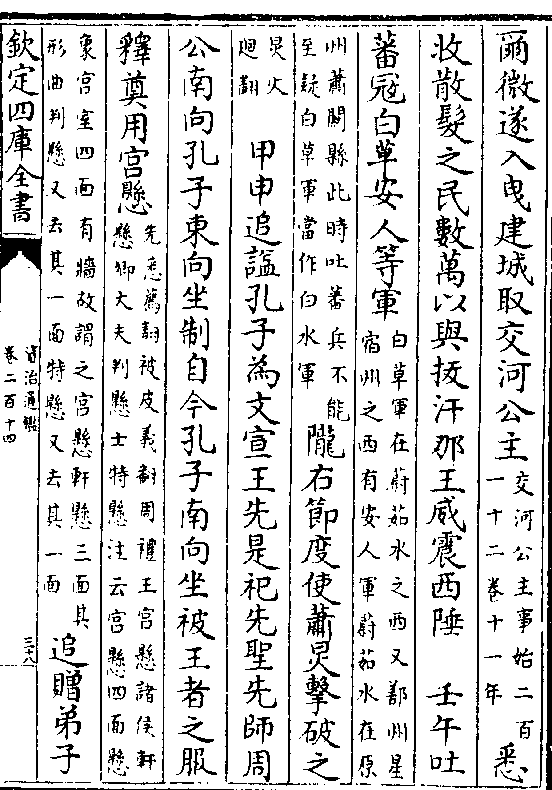 爾微遂入曳建城取交河公主
交河公主事始二百
一十二卷十一年
悉
收散髮之民數萬以與拔汗那王威震西陲　壬午吐
蕃冦白草安人等軍
白草軍在蔚茹水之西又鄯州星
宿州之西有安人軍蔚茹水在原
州蕭關縣此時吐蕃兵不能
至疑白草軍當作白水軍
隴右節度使蕭炅擊破之
炅火
迥翻
甲申追諡孔子為文宣王先是祀先聖先師周
公南向孔子東向坐制自今孔子南向坐被王者之服
釋奠用宫懸
先悉薦翻被皮義翻周禮王宫懸諸侯軒
懸卿大夫判懸士特懸注云宫懸四面懸
象宫室四面有牆故謂之宫懸軒懸三面其
形曲判懸又去其一面特懸又去其一面
追贈弟子
欽定四庫全書
資治通鑑
卷二百十四
三十八